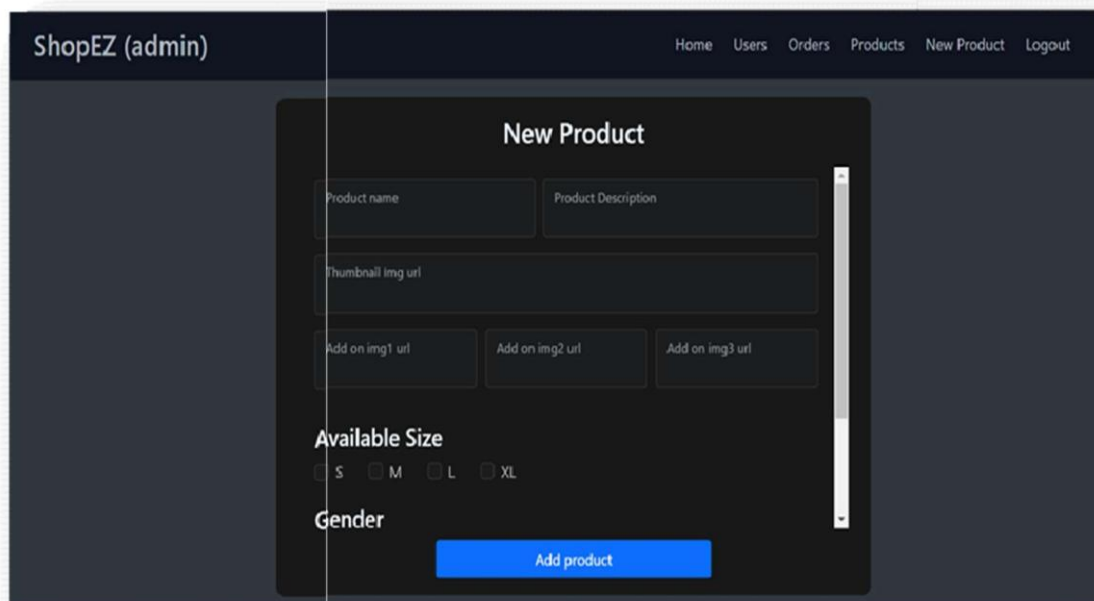 ShopEZ (admin)
Home Users Orders Products New Product Logout
New Product
Product name Product Description
Thumbnail img url
Add on img1 url Add on img2 url Add on img3 url
Available Size
S M L XL
Gender
Add product